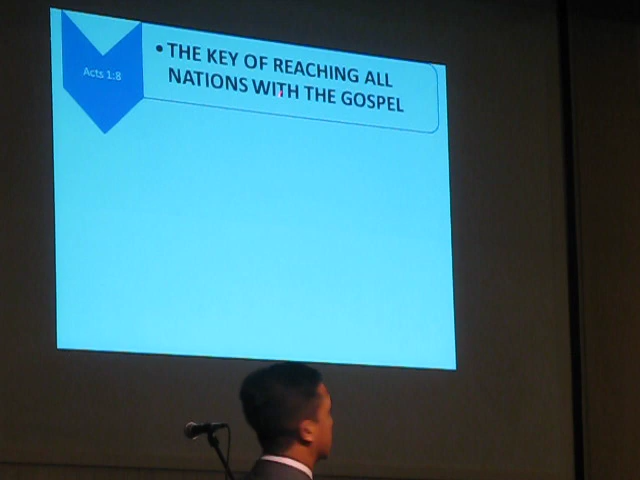 Acts 1:8
• THE KEY OF REACHING ALL
NATIONS WITH THE GOSPEL